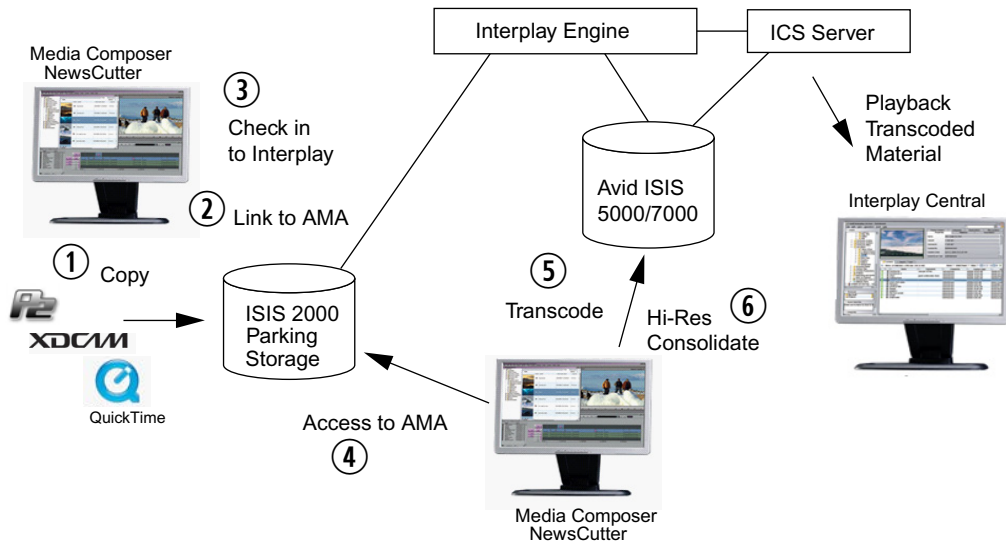 Interplay Engine
ICS Server
Media Composer
NewsCutter
3
Check in
to Interplay
Playback
Transcoded
Material
Avid ISIS
5000/7000
2
Link to AMA
Interplay Central
1
Copy
5
Transcode
6
Hi-Res
Consolidate
P2
XDCAM
QuickTime
ISIS 2000
Parking
Storage
Access to AMA
4
Media Composer
NewsCutter